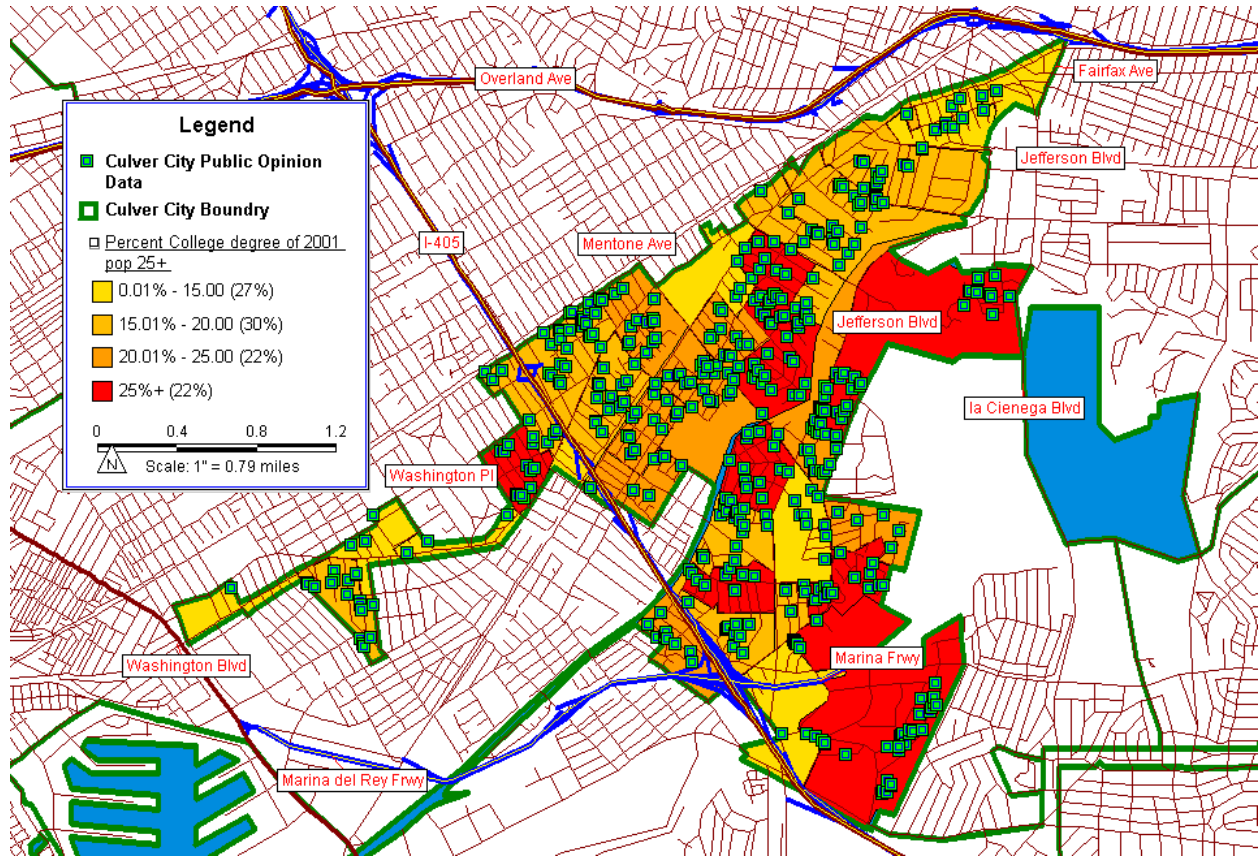 Overland Ave
Fairfax Ave
Legend
Culver City Public Opinion
Data
Culver City Boundry
Percent College degree of 2001
pop 25+
0.01% - 15.00 (27%)
15.01% - 20.00 (30%)
20.01% - 25.00 (22%)
25%+ (22%)
0 0.4 0.8 1.2
N
Scale: 1" = 0.79 miles
Jefferson Blvd
I-405
Mentone Ave
Jefferson Blvd
la Cienega Blvd
Washington Pl
Washington Blvd
Marina Frwy
Marina del Rey Frwy